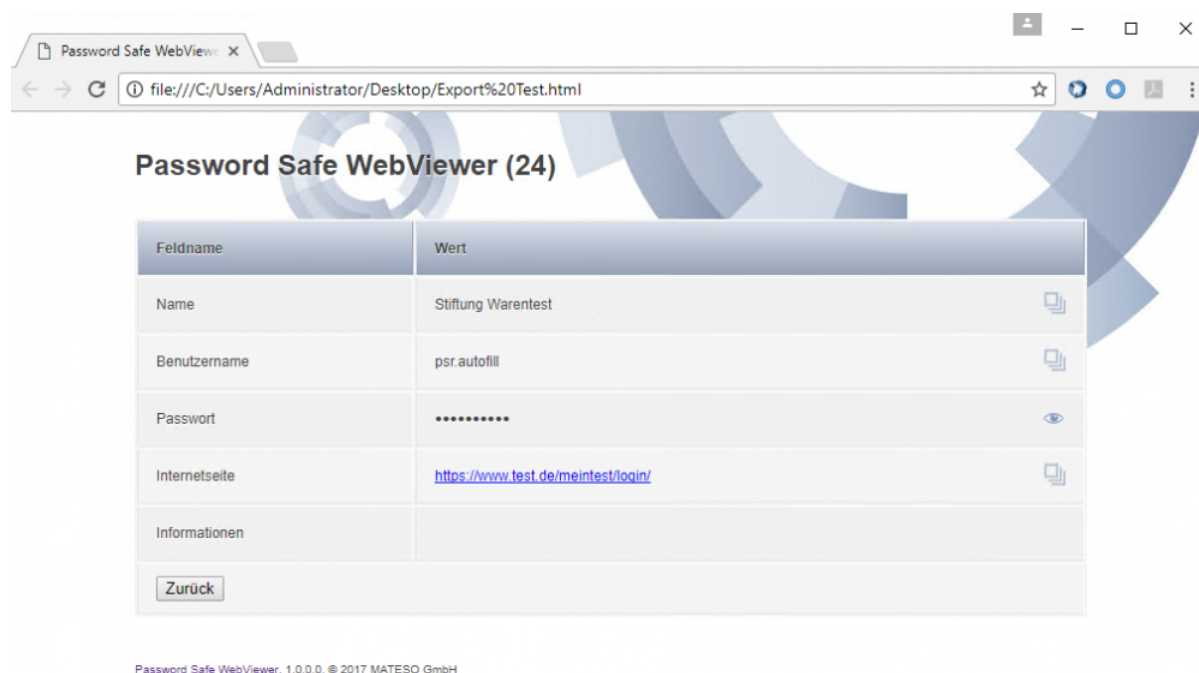 Password Safe WebViewe
file:///C:/Users/Administrator/Desktop/Export%20Test.html
Password Safe WebViewer (24)
Feldname Wert
Name Stiftung Warentest
Benutzername psr.autofill
Passwort ••••••••••
Internetseite https://www.test.de/meintest/login/
Informationen
Zurück
Password Safe WebViewer, 1.0.0.0, © 2017 MATESO GmbH